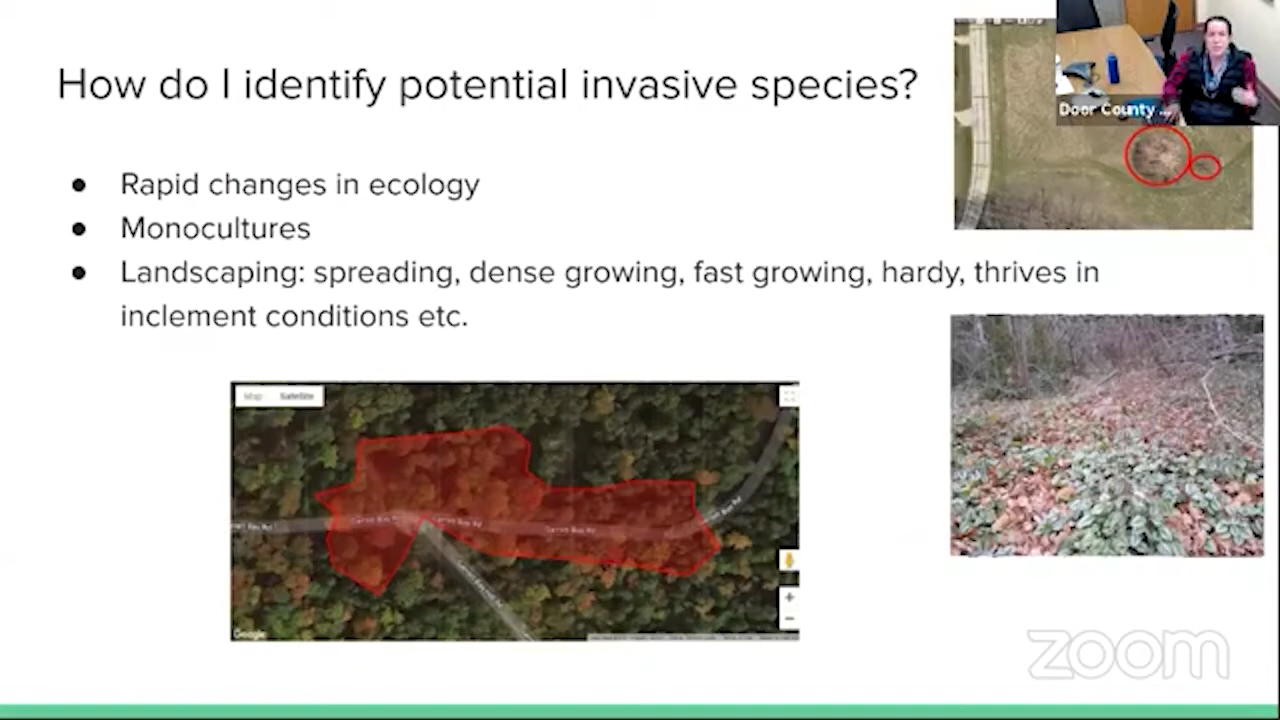 How do I identify potential invasive species?
Door County ...
● Rapid changes in ecology
● Monocultures
● Landscaping: spreading, dense growing, fast growing, hardy, thrives in
inclement conditions etc.
Map Satellite
Google
zoom